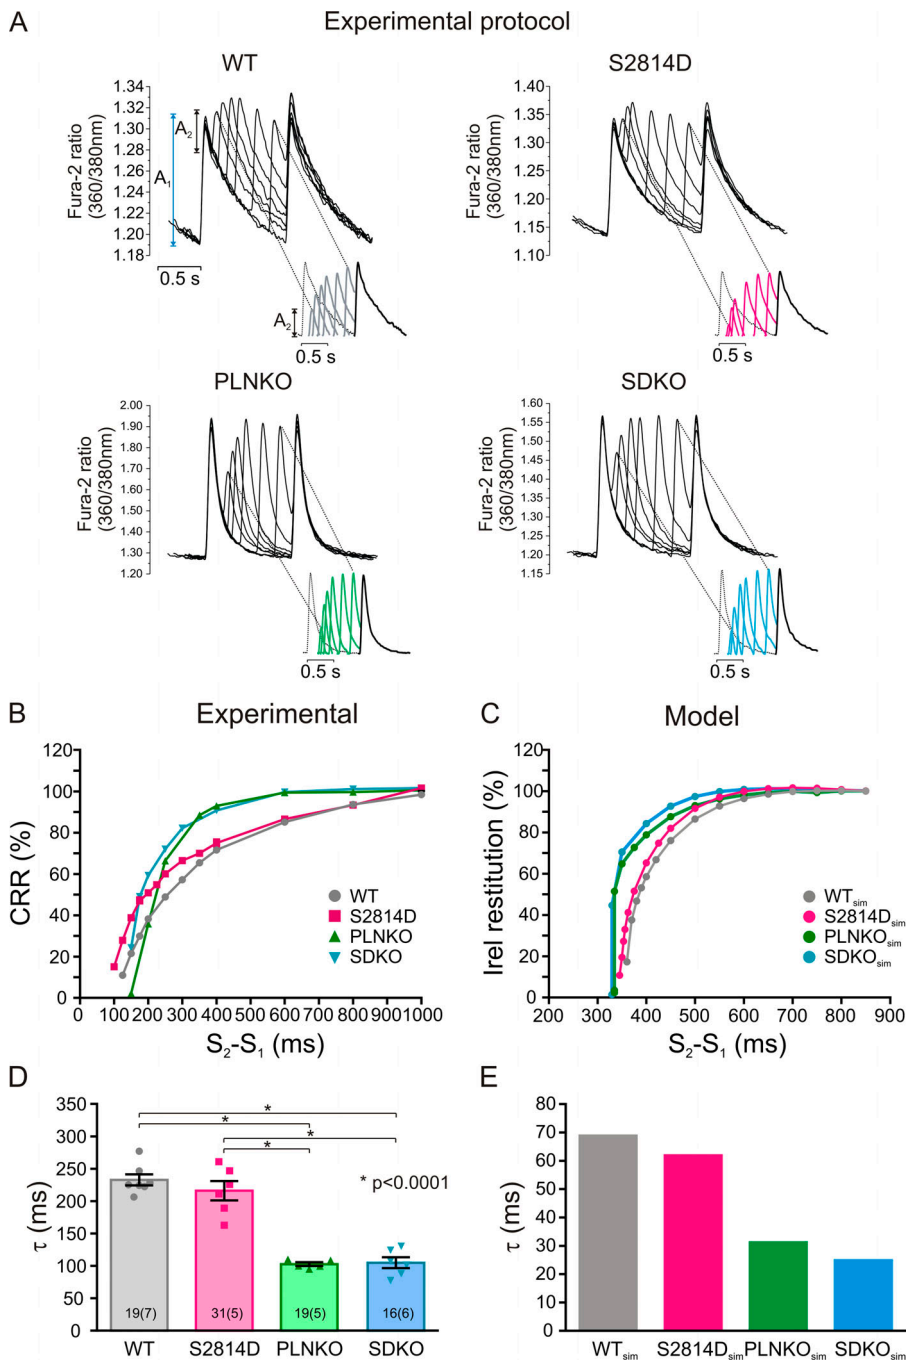 A
Experimental protocol
WT
S2814D
Fura-2 ratio
(360/380nm)
1.34
1.30
1.26
1.22
1.20
1.18
A1
A2
0.5 s
A2
0.5 s
Fura-2 ratio
(360/380nm)
1.40
1.35
1.30
1.25
1.20
1.15
1.10
0.5 s
PLNKO
SDKO
Fura-2 ratio
(360/380nm)
2.00
1.90
1.80
1.70
1.60
1.50
1.40
1.30
1.20
0.5 s
Fura-2 ratio
(360/380nm)
1.60
1.55
1.50
1.45
1.40
1.35
1.30
1.25
1.20
1.15
0.5 s
B
Experimental
CRR (%)
120
100
80
60
40
20
0
0 100 200 300 400 500 600 700 800 900 1000
S2-S1 (ms)
WT
S2814D
PLNKO
SDKO
C
Model
Irel restitution (%)
120
100
80
60
40
20
0
200 300 400 500 600 700 800 900
S2-S1 (ms)
WTsim
S2814Dsim
PLNKOsim
SDKOsim
D
τ (ms)
350
300
250
200
150
100
50
0
*
*
*
*
* p<0.0001
19(7) 31(5) 19(5) 16(6)
WT S2814D PLNKO SDKO
E
τ (ms)
80
70
60
50
40
30
20
10
0
WTsim S2814Dsim PLNKOsim SDKOsim